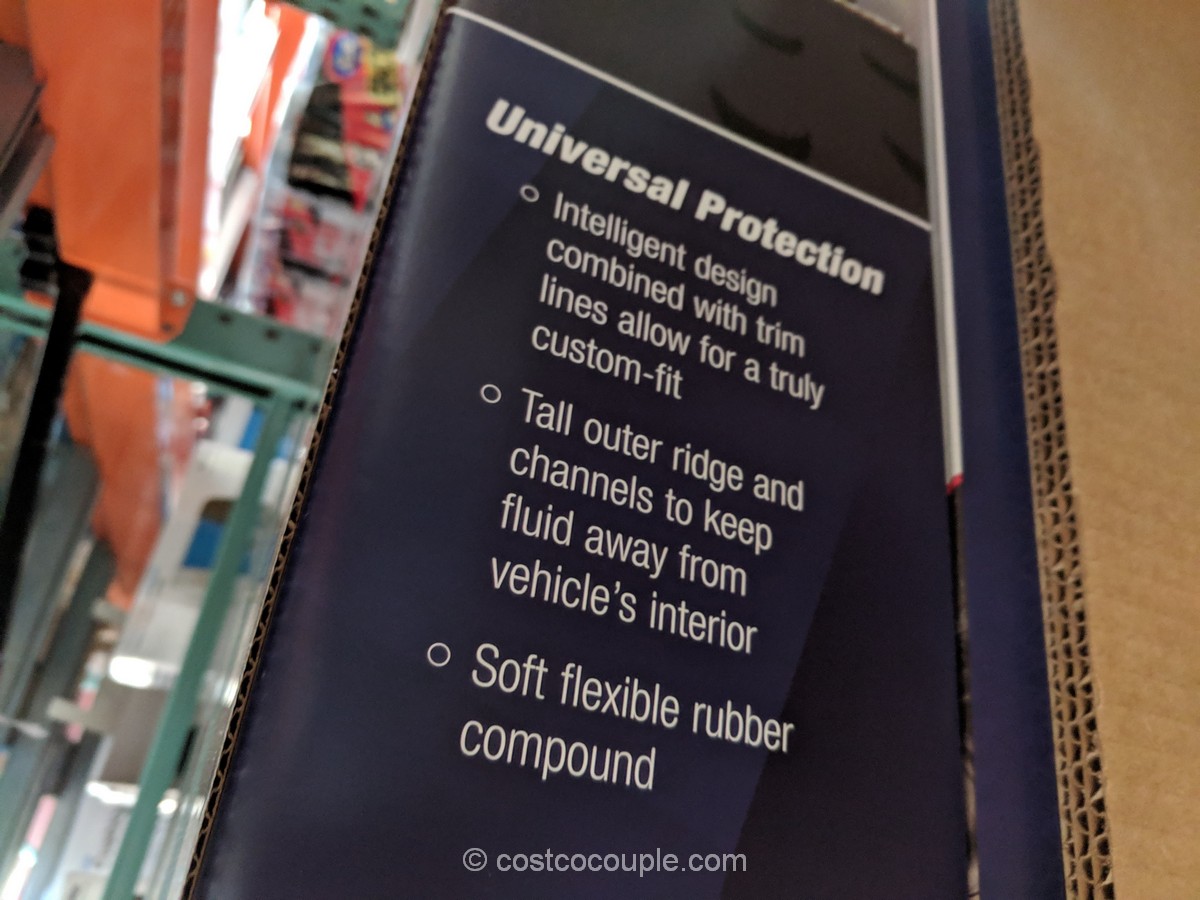 Universal Protection
Intelligent design
combined with trim
lines allow for a truly
custom-fit
Tall outer ridge and
channels to keep
fluid away from
vehicle's interior
Soft flexible rubber
compound
© costcocouple.com